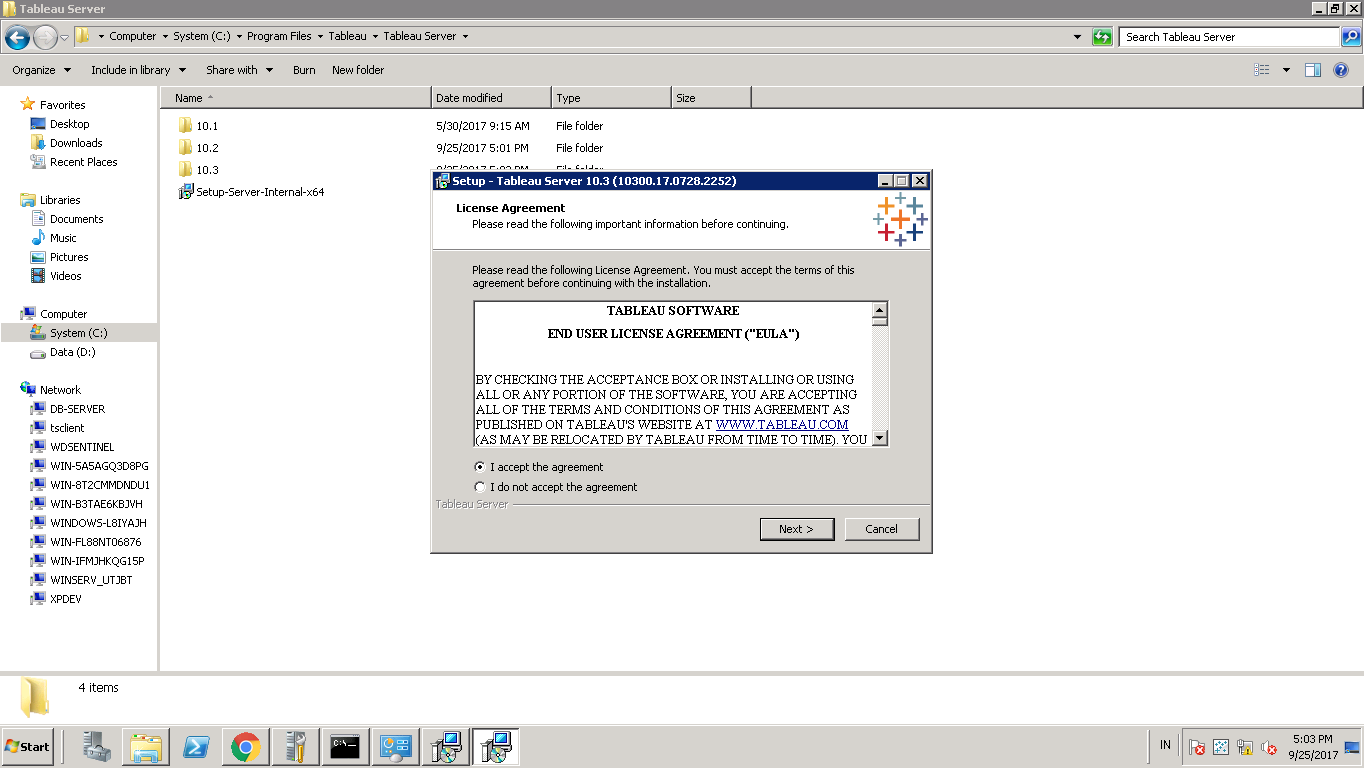 Tableau Server
Computer System (C:) Program Files Tableau Tableau Server
Search Tableau Server
Organize Include in library Share with Burn New folder
Name Date modified Type Size
Favorites
Desktop
Downloads
Recent Places
Libraries
Documents
Music
Pictures
Videos
Computer
System (C:)
Data (D:)
Network
DB-SERVER
tsclient
WDSENTINEL
WIN-5A5AGQ3D8PG
WIN-8T2CMMDNDU1
WIN-B3TAE6KBJVH
WINDOWS-L8IYAJH
WIN-FL88NT06876
WIN-IFMJHKQG15P
WINSERV_UTJBT
XPDEV
10.1 5/30/2017 9:15 AM File folder
10.2 9/25/2017 5:01 PM File folder
10.3 File folder
Setup-Server-Internal-x64
Setup - Tableau Server 10.3 (10300.17.0728.2252)
License Agreement
Please read the following important information before continuing.
Please read the following License Agreement. You must accept the terms of this
agreement before continuing with the installation.
TABLEAU SOFTWARE
END USER LICENSE AGREEMENT ("EULA")
BY CHECKING THE ACCEPTANCE BOX OR INSTALLING OR USING
ALL OR ANY PORTION OF THE SOFTWARE, YOU ARE ACCEPTING
ALL OF THE TERMS AND CONDITIONS OF THIS AGREEMENT AS
PUBLISHED ON TABLEAU'S WEBSITE AT WWW.TABLEAU.COM
(AS MAY BE RELOCATED BY TABLEAU FROM TIME TO TIME). YOU
I accept the agreement
I do not accept the agreement
Tableau Server
Next > Cancel
4 items
Start
C:\_
IN
5:03 PM
9/25/2017